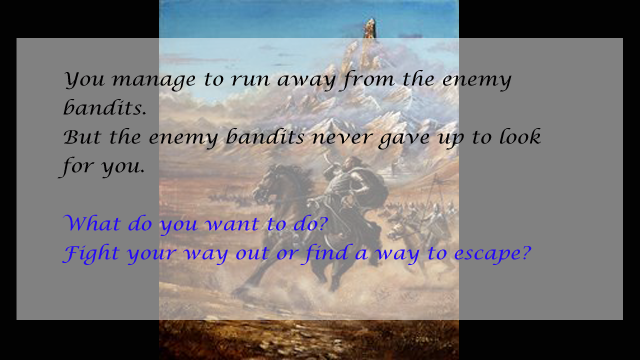 You manage to run away from the enemy
bandits.
But the enemy bandits never gave up to look
for you.
What do you want to do?
Fight your way out or find a way to escape?